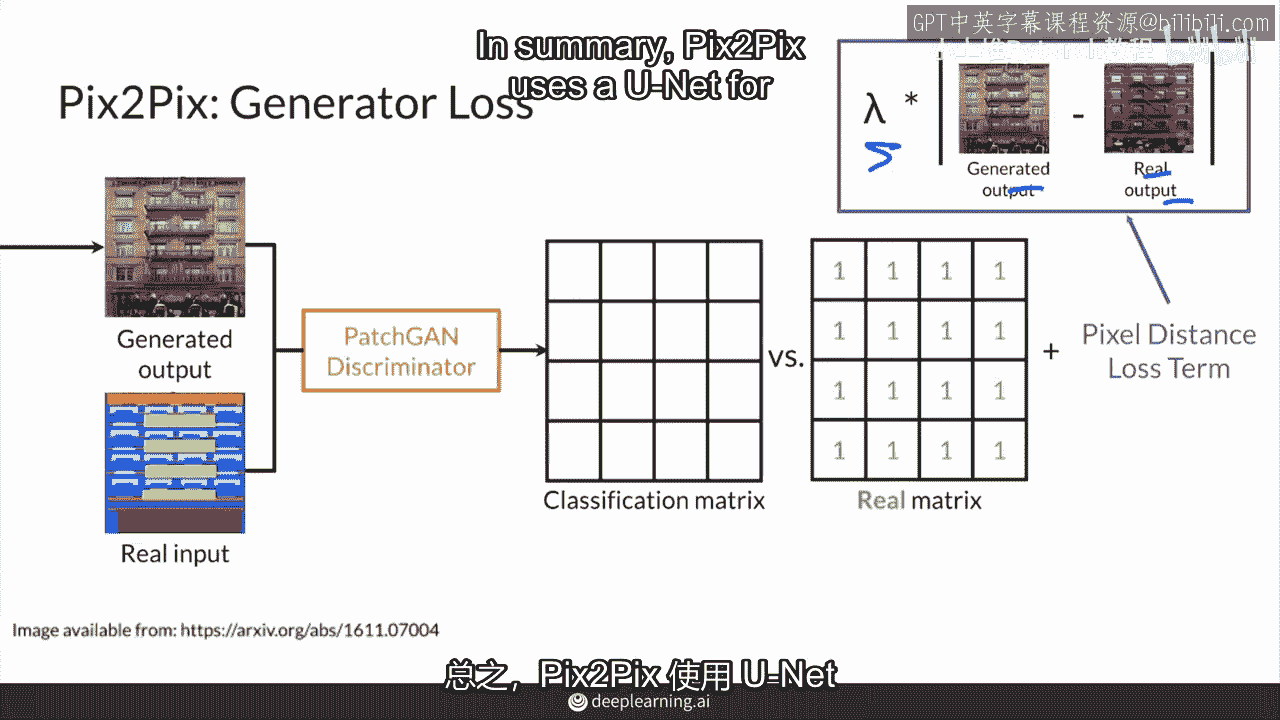 GPT中英字幕课程资源@bilibili.com
In summary, Pix2Pix
uses a U-Net for
Pix2Pix: Generator Loss
λ * | - |
Generated
output
Real
output
Generated
output
PatchGAN
Discriminator
Real input
Classification matrix
vs.
1 1 1 1
1 1 1 1
1 1 1 1
1 1 1 1
Real matrix
+
Pixel Distance
Loss Term
Image available from: https://arxiv.org/abs/1611.07004
总之，Pix2Pix 使用 U-Net
deeplearning.ai